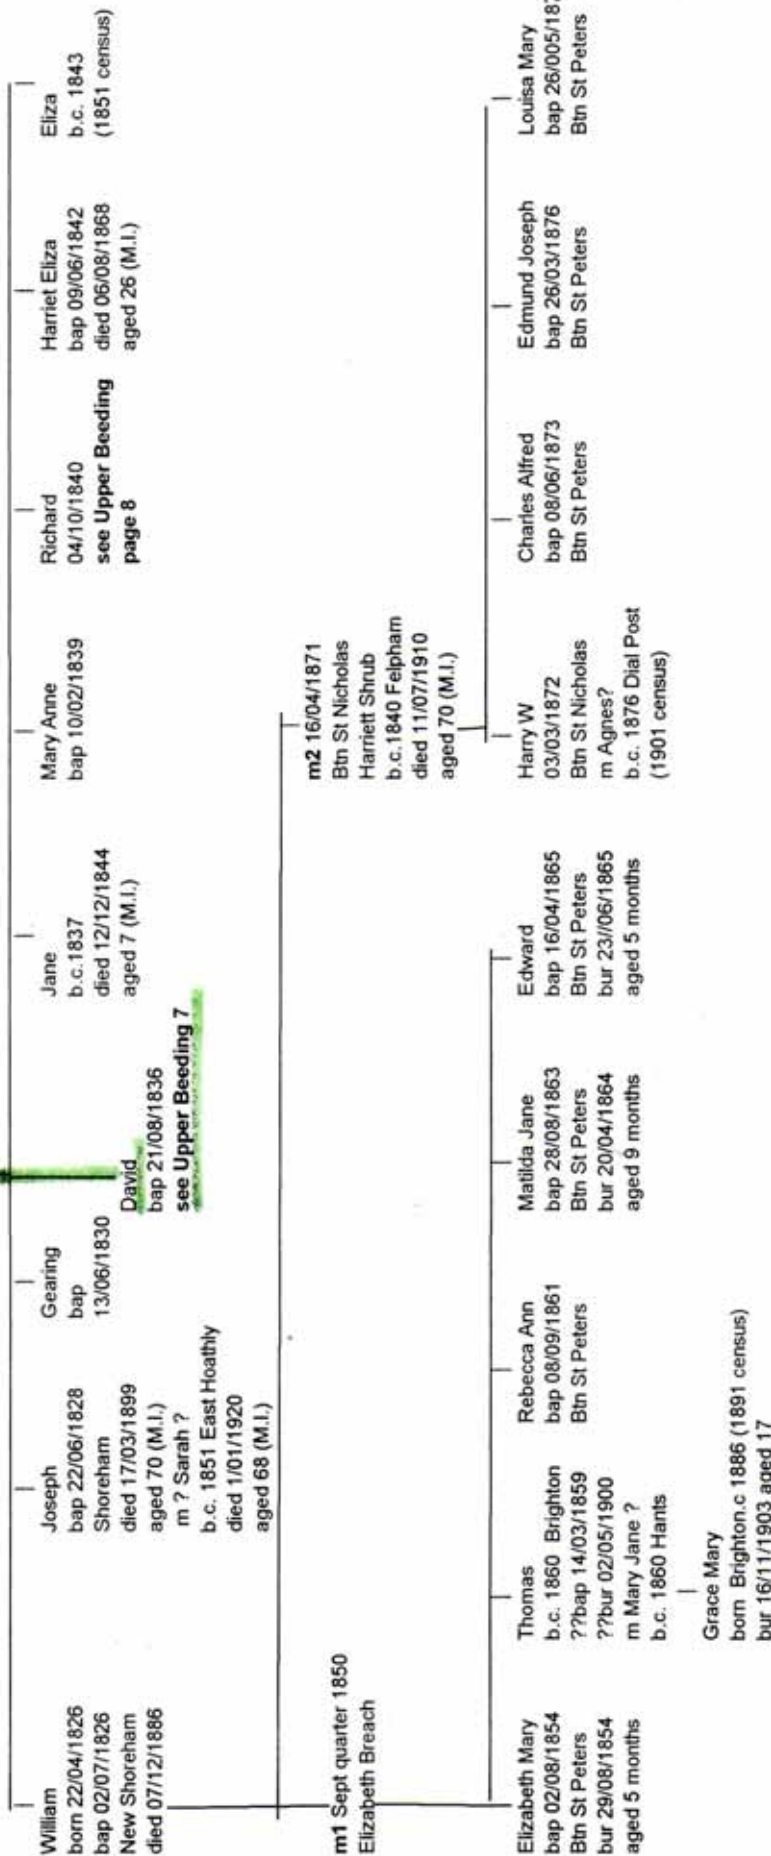 William
born 22/04/1826
bap 02/07/1826
New Shoreham
died 07/12/1886
Joseph
bap 22/06/1828
Shoreham
died 17/03/1899
aged 70 (M.I.)
m ? Sarah ?
b.c. 1851 East Hoathly
died 1/01/1920
aged 68 (M.I.)
Gearing
bap
13/06/1830
David
bap 21/08/1836
see Upper Beeding 7
Jane
b.c.1837
died 12/12/1844
aged 7 (M.I.)
Mary Anne
bap 10/02/1839
Richard
04/10/1840
see Upper Beeding
page 8
Harriet Eliza
bap 09/06/1842
died 06/08/1868
aged 26 (M.I.)
Eliza
b.c. 1843
(1851 census)
m1 Sept quarter 1850
Elizabeth Breach
m2 16/04/1871
Btn St Nicholas
Harriett Shrub
b.c.1840 Felpham
died 11/07/1910
aged 70 (M.I.)
Elizabeth Mary
bap 02/08/1854
Btn St Peters
bur 29/08/1854
aged 5 months
Thomas
b.c. 1860 Brighton
??bap 14/03/1859
??bur 02/05/1900
m Mary Jane ?
b.c. 1860 Hants
Grace Mary
born Brighton.c 1886 (1891 census)
bur 16/11/1903 aged 17
Rebecca Ann
bap 08/09/1861
Btn St Peters
Matilda Jane
bap 28/08/1863
Btn St Peters
bur 20/04/1864
aged 9 months
Edward
bap 16/04/1865
Btn St Peters
bur 23//06/1865
aged 5 months
Harry W
03/03/1872
Btn St Nicholas
m Agnes?
b.c. 1876 Dial Post
(1901 census)
Charles Alfred
bap 08/06/1873
Btn St Peters
Edmund Joseph
bap 26/03/1876
Btn St Peters
Louisa Mary
bap
Btn St Peters